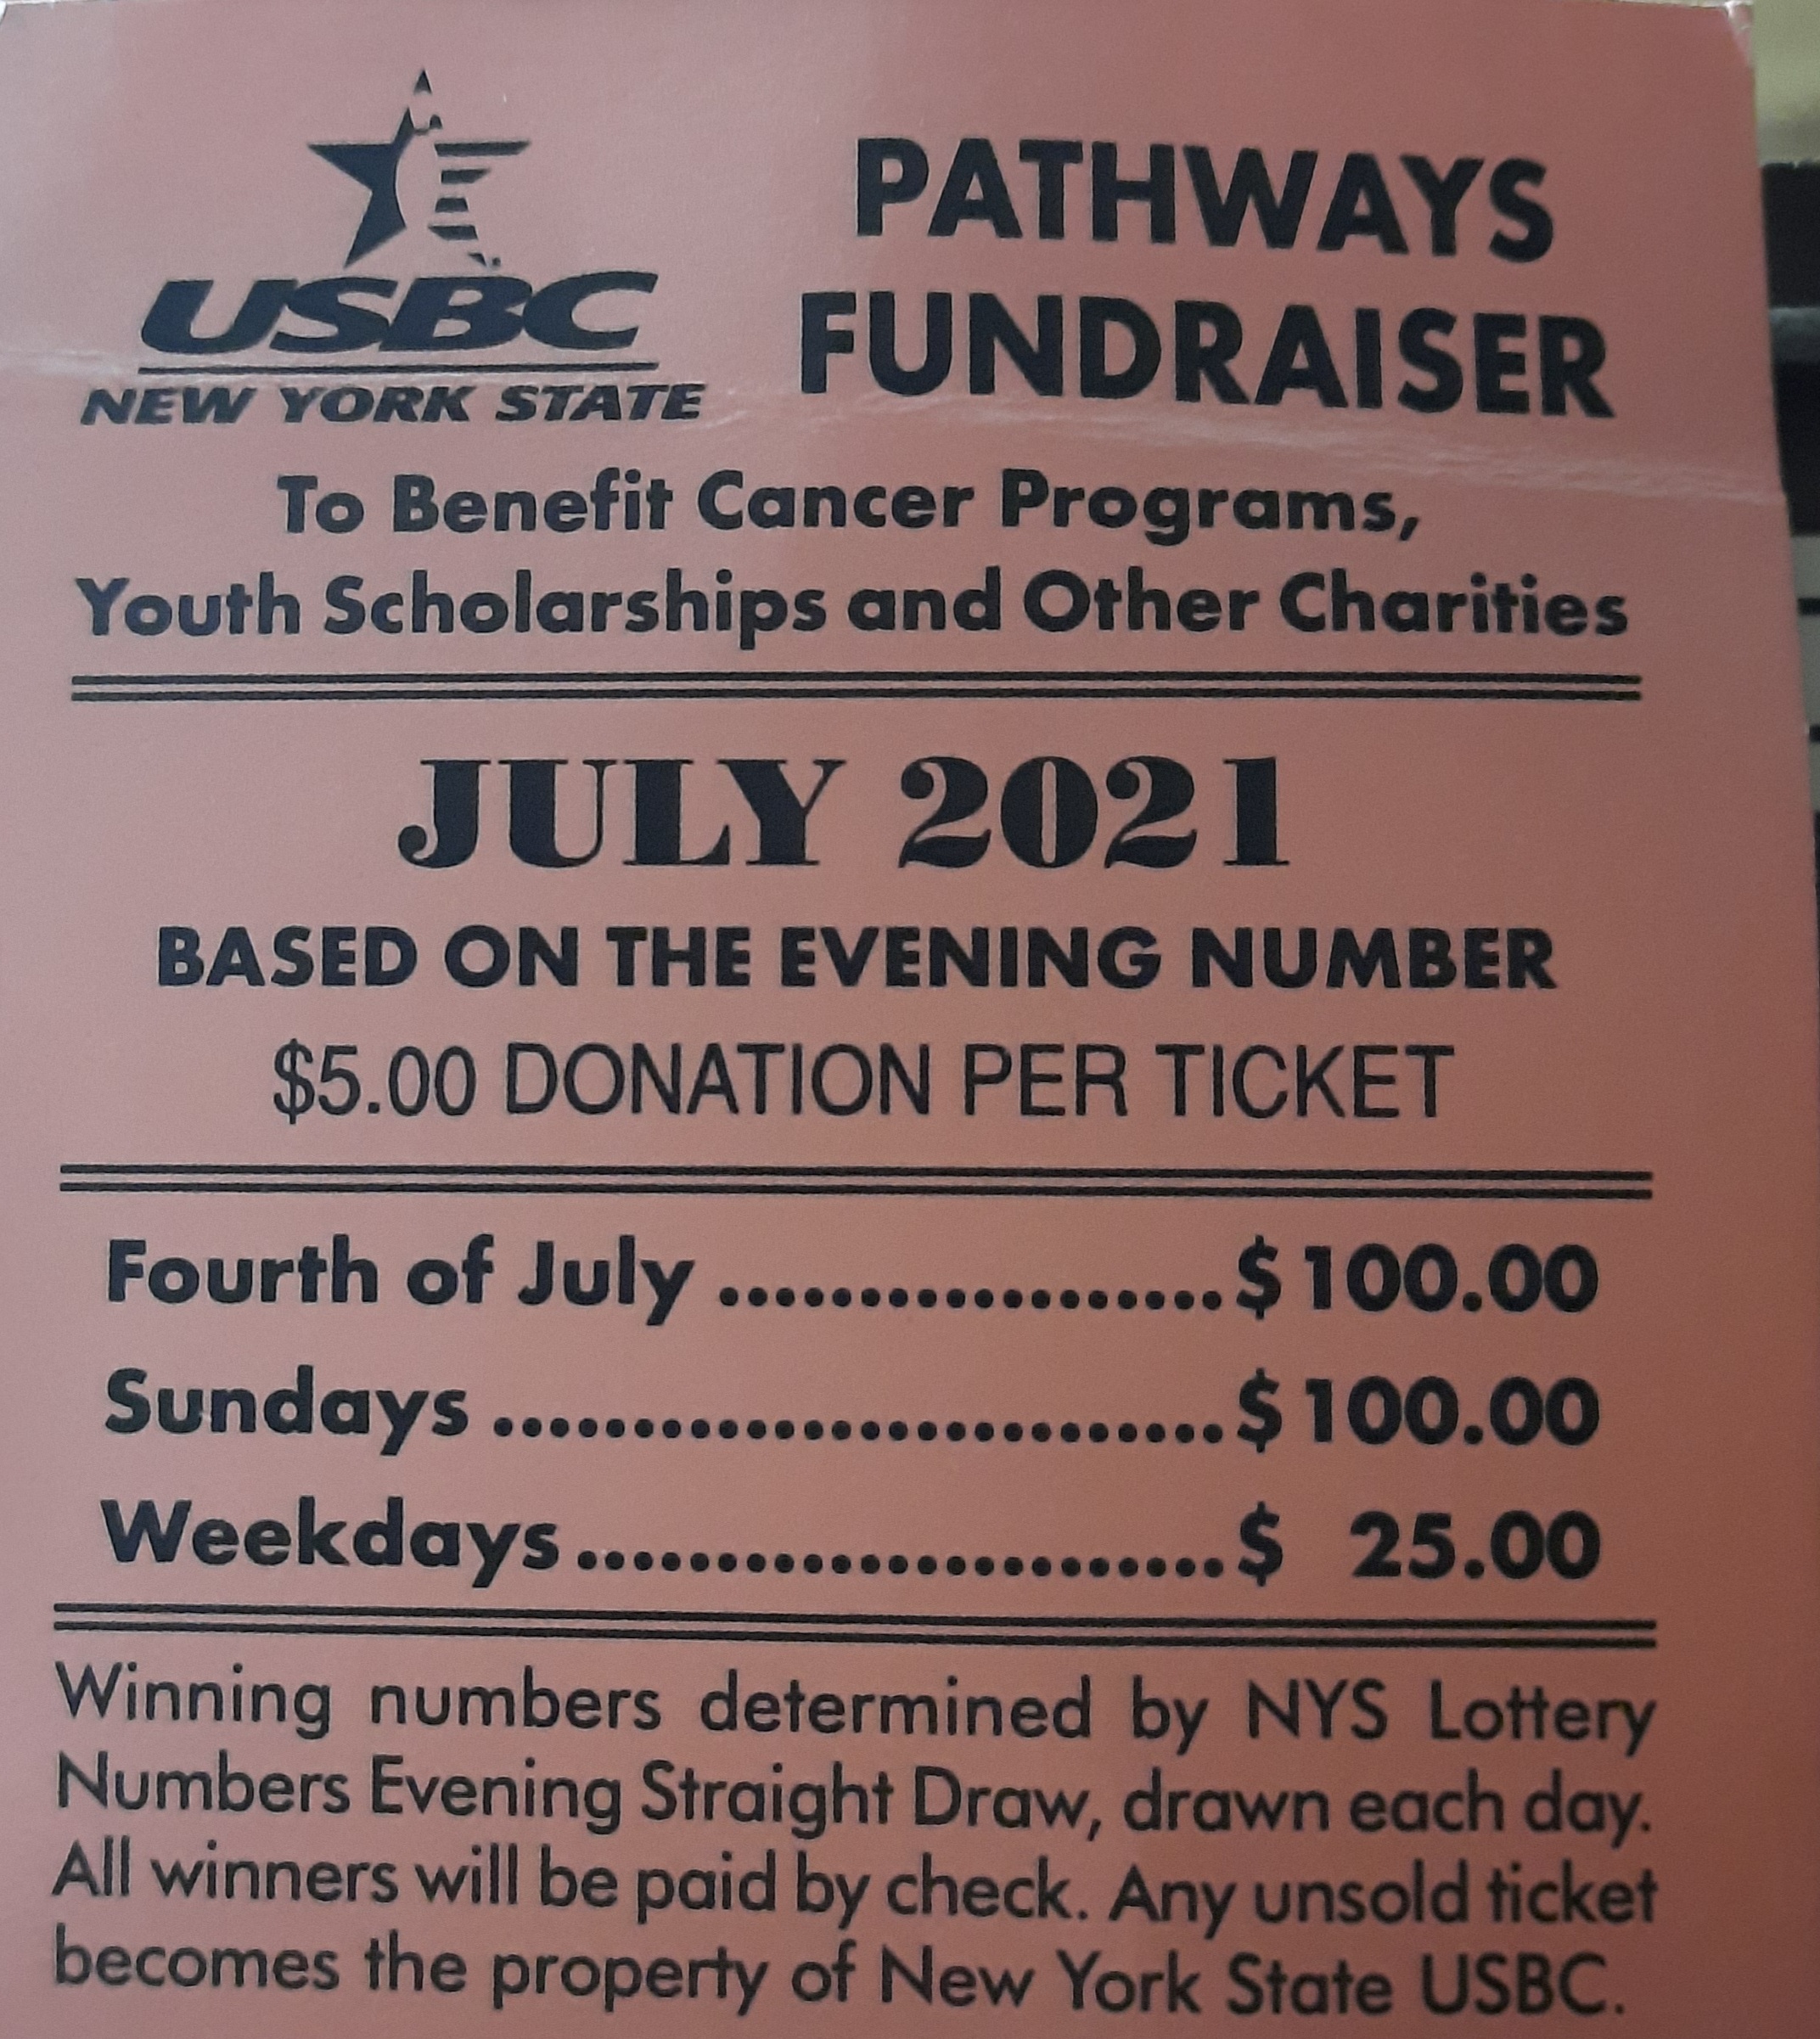 USBC
NEW YORK STATE
PATHWAYS
FUNDRAISER
To Benefit Cancer Programs,
Youth Scholarships and Other Charities
JULY 2021
BASED ON THE EVENING NUMBER
$5.00 DONATION PER TICKET
Fourth of July ..................$ 100.00
Sundays ..........................$ 100.00
Weekdays.......................$ 25.00
Winning numbers determined by NYS Lottery
Numbers Evening Straight Draw, drawn each day.
All winners will be paid by check. Any unsold ticket
becomes the property of New York State USBC.